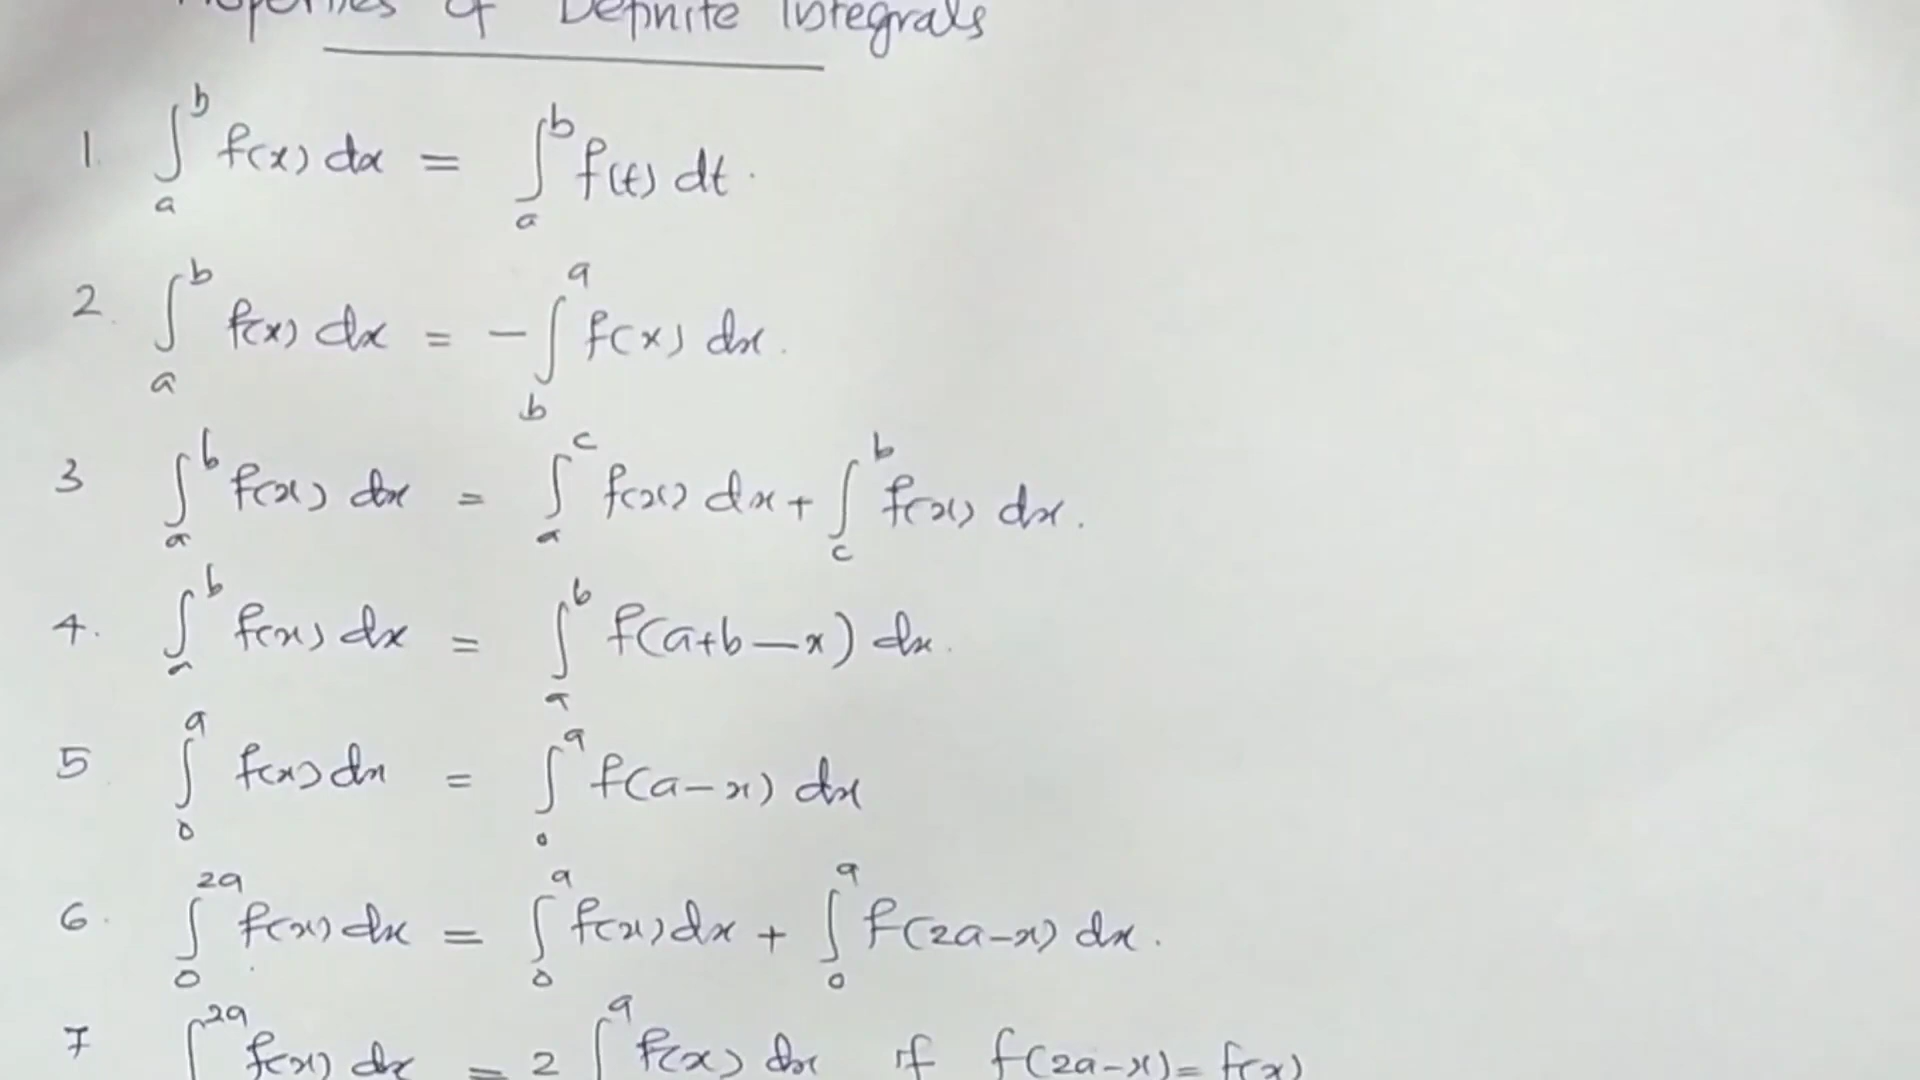 Properties of Definite Integrals
1. ∫_a^b f(x) dx = ∫_a^b f(t) dt.
2. ∫_a^b f(x) dx = -∫_b^a f(x) dx.
3 ∫_a^b f(x) dx = ∫_a^c f(x) dx + ∫_c^b f(x) dx.
4. ∫_a^b f(x) dx = ∫_a^b f(a+b-x) dx.
5 ∫_0^a f(x) dx = ∫_0^a f(a-x) dx
6. ∫_0^2a f(x) dx = ∫_0^a f(x) dx + ∫_0^a f(2a-x) dx.
7 ∫^2a f(x) dx = 2 ∫^a f(x) dx if f(2a-x) = f(x)